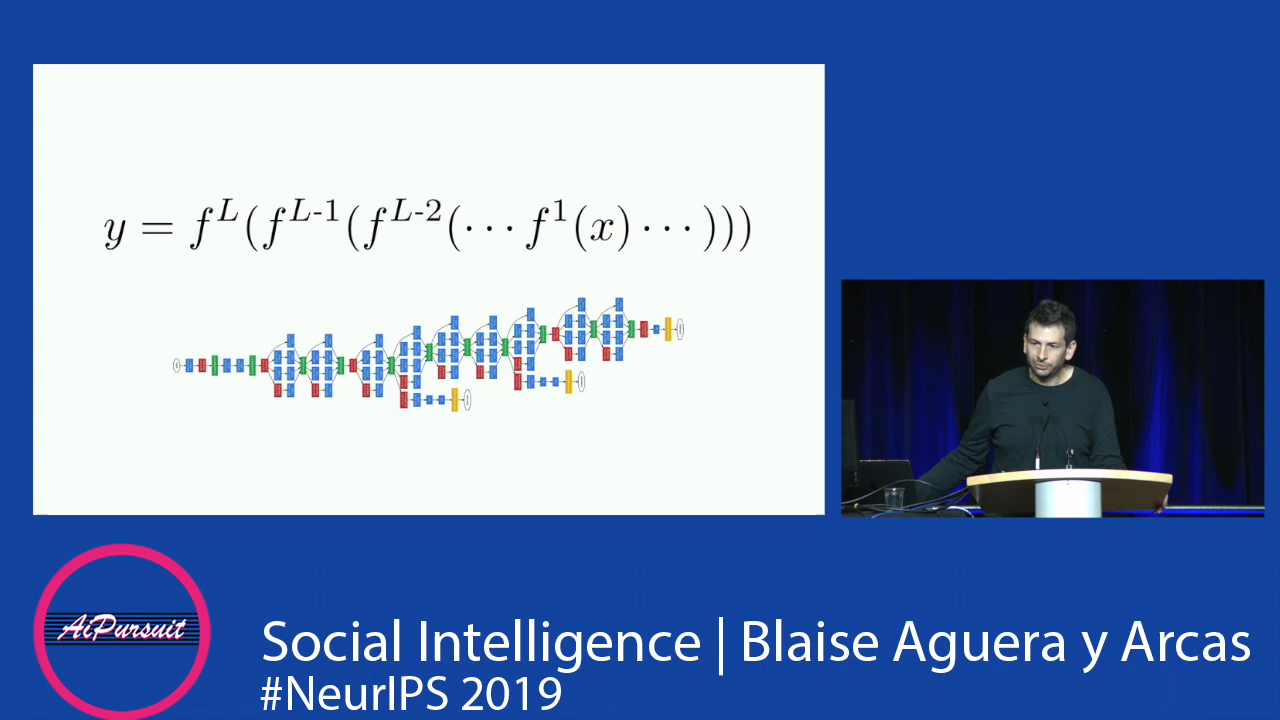 y = f^L(f^{L-1}(f^{L-2}(⋯ f^1(x) ⋯)))
AiPursuit
Social Intelligence | Blaise Aguera y Arcas
#NeurIPS 2019